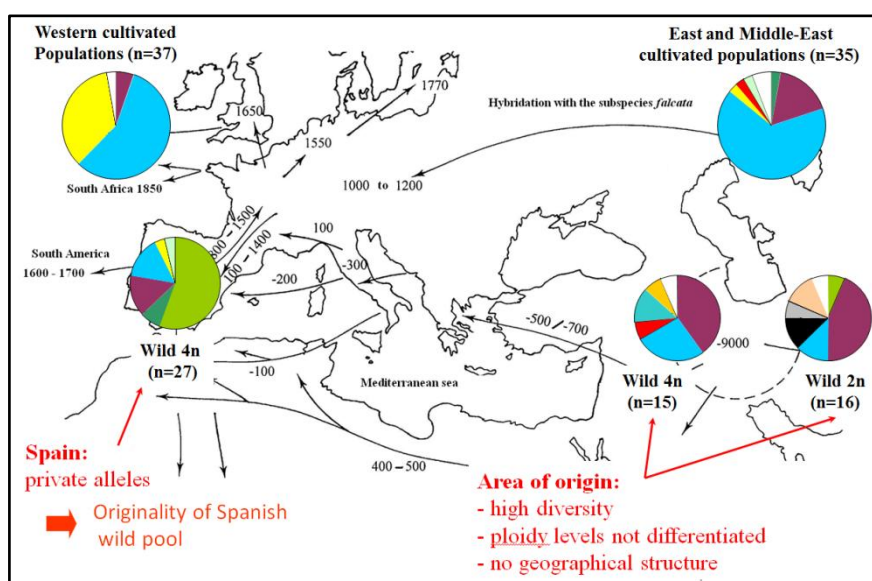 Western cultivated
Populations (n=37)
East and Middle-East
cultivated populations (n=35)
1770
1650
Hybridation with the subspecies falcata
1550
1000 to 1200
South Africa 1850
South America
1600 - 1700
800 – 1500
100 – 1400
100
-300
-200
-500 / -700
-9000
-100
Wild 4n
(n=27)
Mediterranean sea
Wild 4n
(n=15)
Wild 2n
(n=16)
400 – 500
Spain:
private alleles
Originality of Spanish
wild pool
Area of origin:
- high diversity
- ploidy levels not differentiated
- no geographical structure